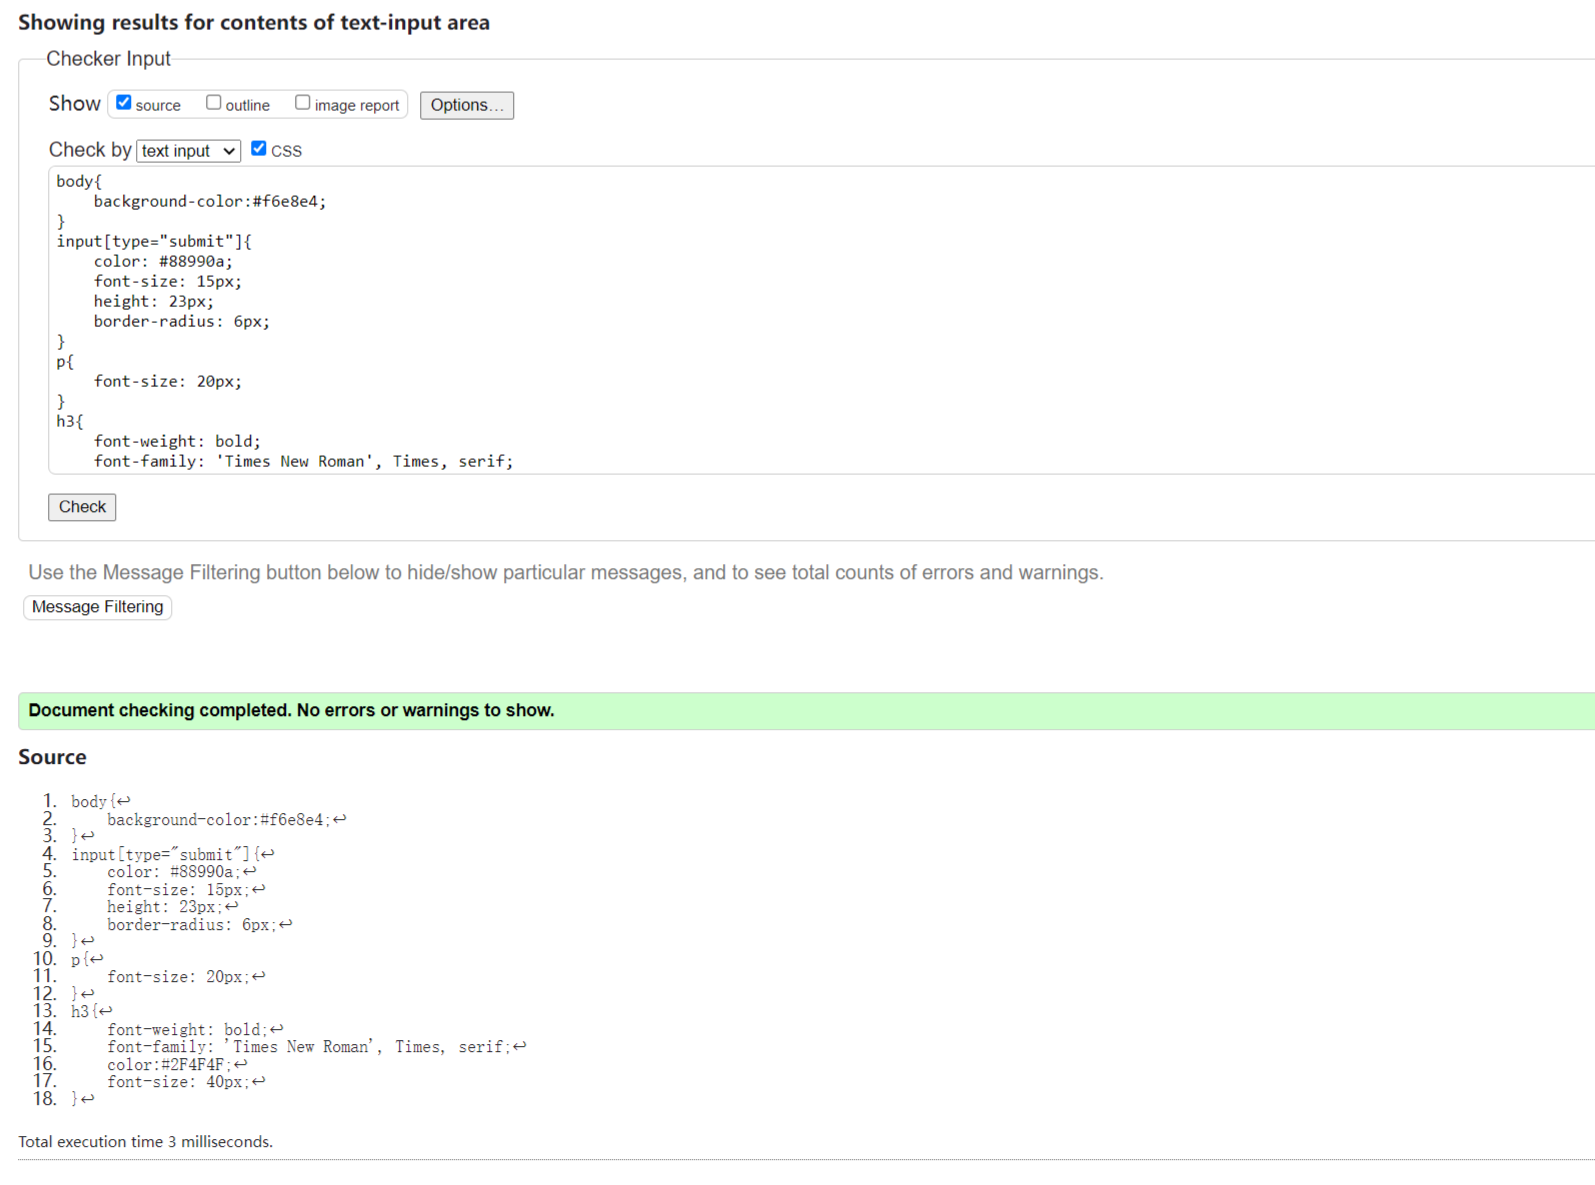 Showing results for contents of text-input area
Checker Input
Show source outline image report Options…
Check by text input CSS
body{
    background-color:#f6e8e4;
}
input[type="submit"]{
    color: #88990a;
    font-size: 15px;
    height: 23px;
    border-radius: 6px;
}
p{
    font-size: 20px;
}
h3{
    font-weight: bold;
    font-family: 'Times New Roman', Times, serif;
Check
Use the Message Filtering button below to hide/show particular messages, and to see total counts of errors and warnings.
Message Filtering
Document checking completed. No errors or warnings to show.
Source
1. body{↩
2.     background-color:#f6e8e4;↩
3. }↩
4. input[type="submit"]{↩
5.     color: #88990a;↩
6.     font-size: 15px;↩
7.     height: 23px;↩
8.     border-radius: 6px;↩
9. }↩
10. p{↩
11.     font-size: 20px;↩
12. }↩
13. h3{↩
14.     font-weight: bold;↩
15.     font-family: 'Times New Roman', Times, serif;↩
16.     color:#2F4F4F;↩
17.     font-size: 40px;↩
18. }↩
Total execution time 3 milliseconds.